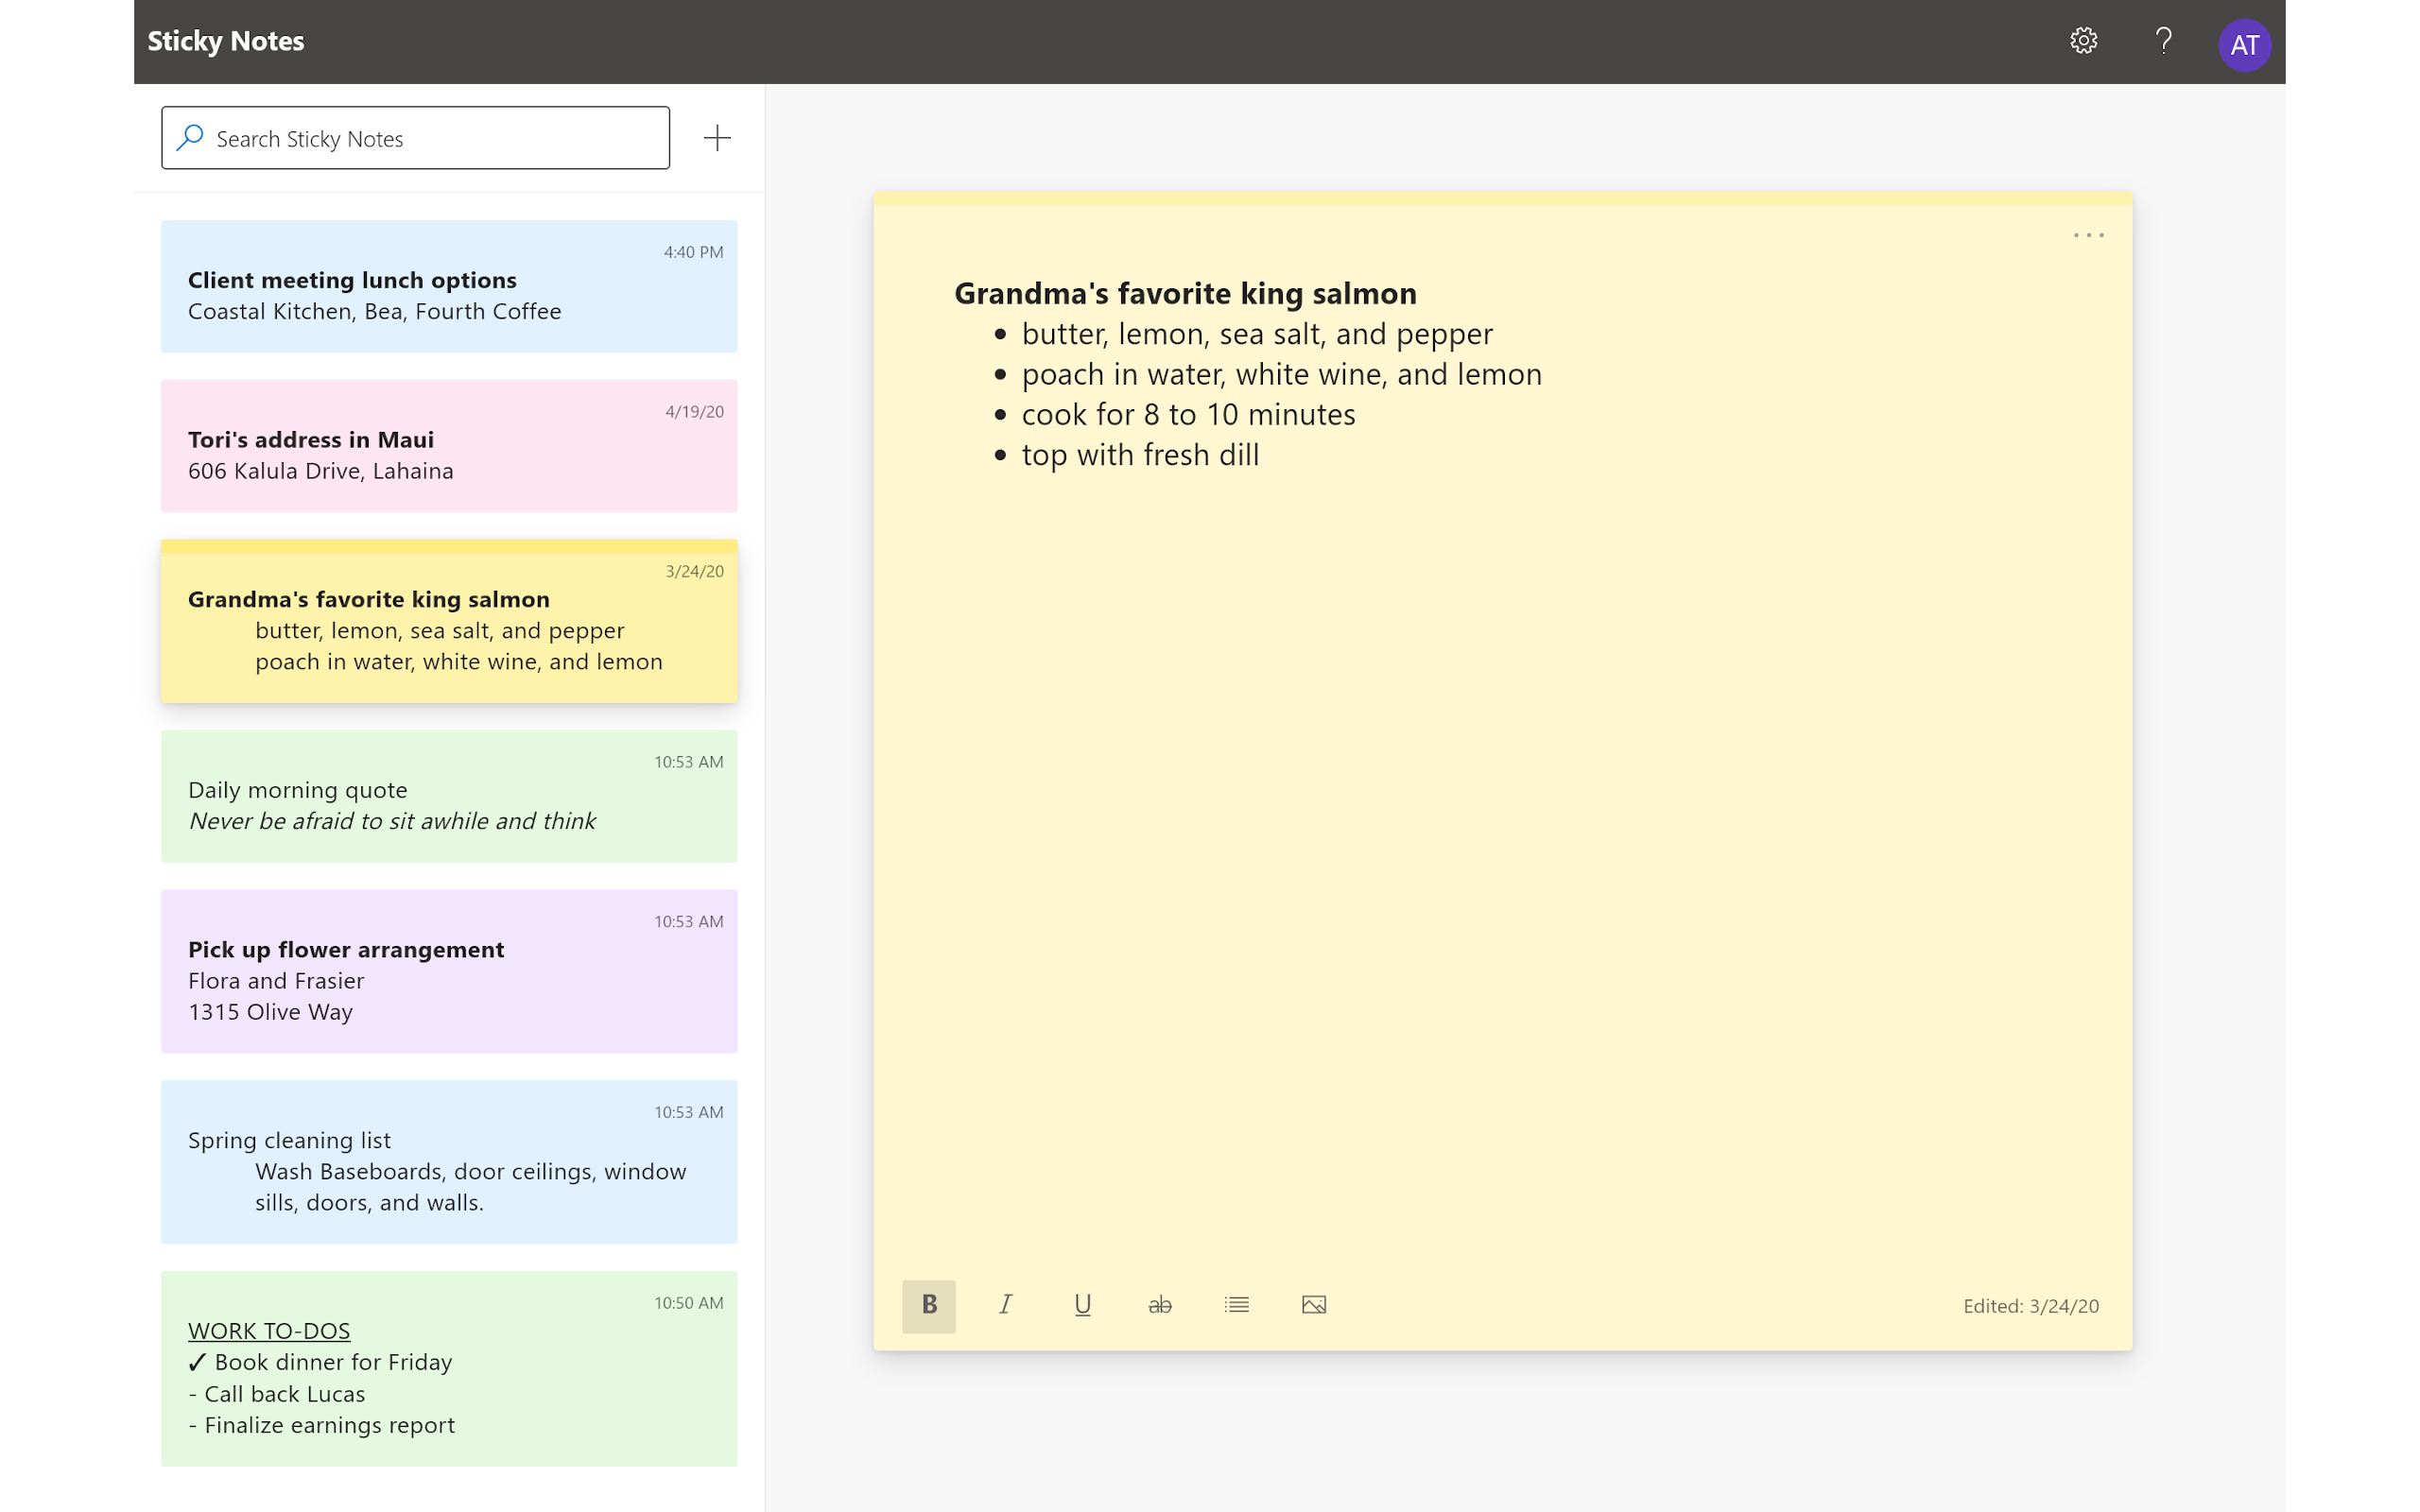 Sticky Notes
? AT
Search Sticky Notes
4:40 PM
Client meeting lunch options
Coastal Kitchen, Bea, Fourth Coffee
4/19/20
Tori's address in Maui
606 Kalula Drive, Lahaina
3/24/20
Grandma's favorite king salmon
butter, lemon, sea salt, and pepper
poach in water, white wine, and lemon
10:53 AM
Daily morning quote
Never be afraid to sit awhile and think
10:53 AM
Pick up flower arrangement
Flora and Frasier
1315 Olive Way
10:53 AM
Spring cleaning list
Wash Baseboards, door ceilings, window
sills, doors, and walls.
10:50 AM
WORK TO-DOS
✓ Book dinner for Friday
- Call back Lucas
- Finalize earnings report
Grandma's favorite king salmon
• butter, lemon, sea salt, and pepper
• poach in water, white wine, and lemon
• cook for 8 to 10 minutes
• top with fresh dill
B I U ab
Edited: 3/24/20